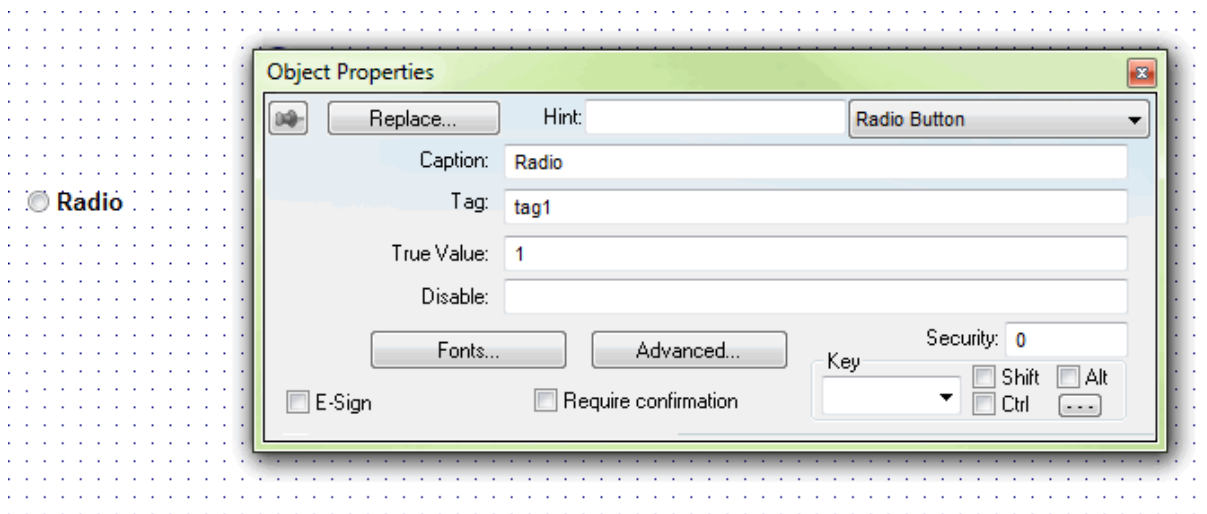 Object Properties
Replace... Hint: Radio Button
Caption: Radio
Radio
Tag: tag1
True Value: 1
Disable:
Fonts... Advanced... Security: 0
Key
Shift Alt
E-Sign Require confirmation Ctrl ...